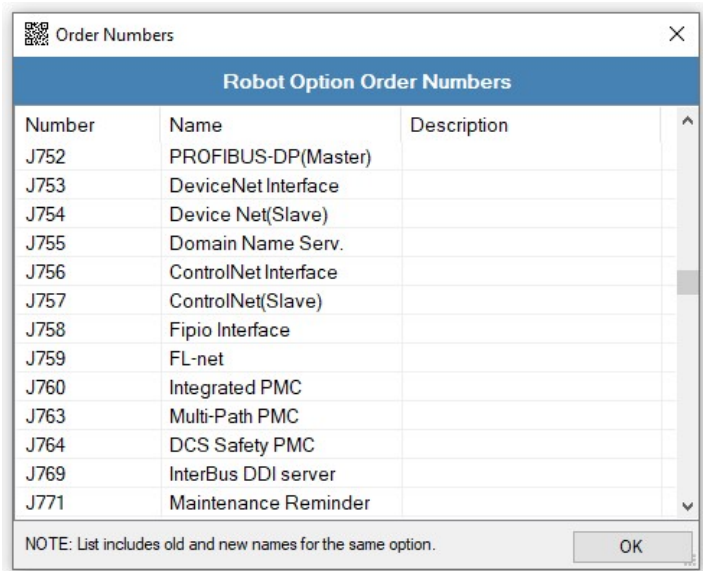 Order Numbers
Robot Option Order Numbers
Number Name Description
J752 PROFIBUS-DP(Master)
J753 DeviceNet Interface
J754 Device Net(Slave)
J755 Domain Name Serv.
J756 ControlNet Interface
J757 ControlNet(Slave)
J758 Fipio Interface
J759 FL-net
J760 Integrated PMC
J763 Multi-Path PMC
J764 DCS Safety PMC
J769 InterBus DDI server
J771 Maintenance Reminder
NOTE: List includes old and new names for the same option. OK